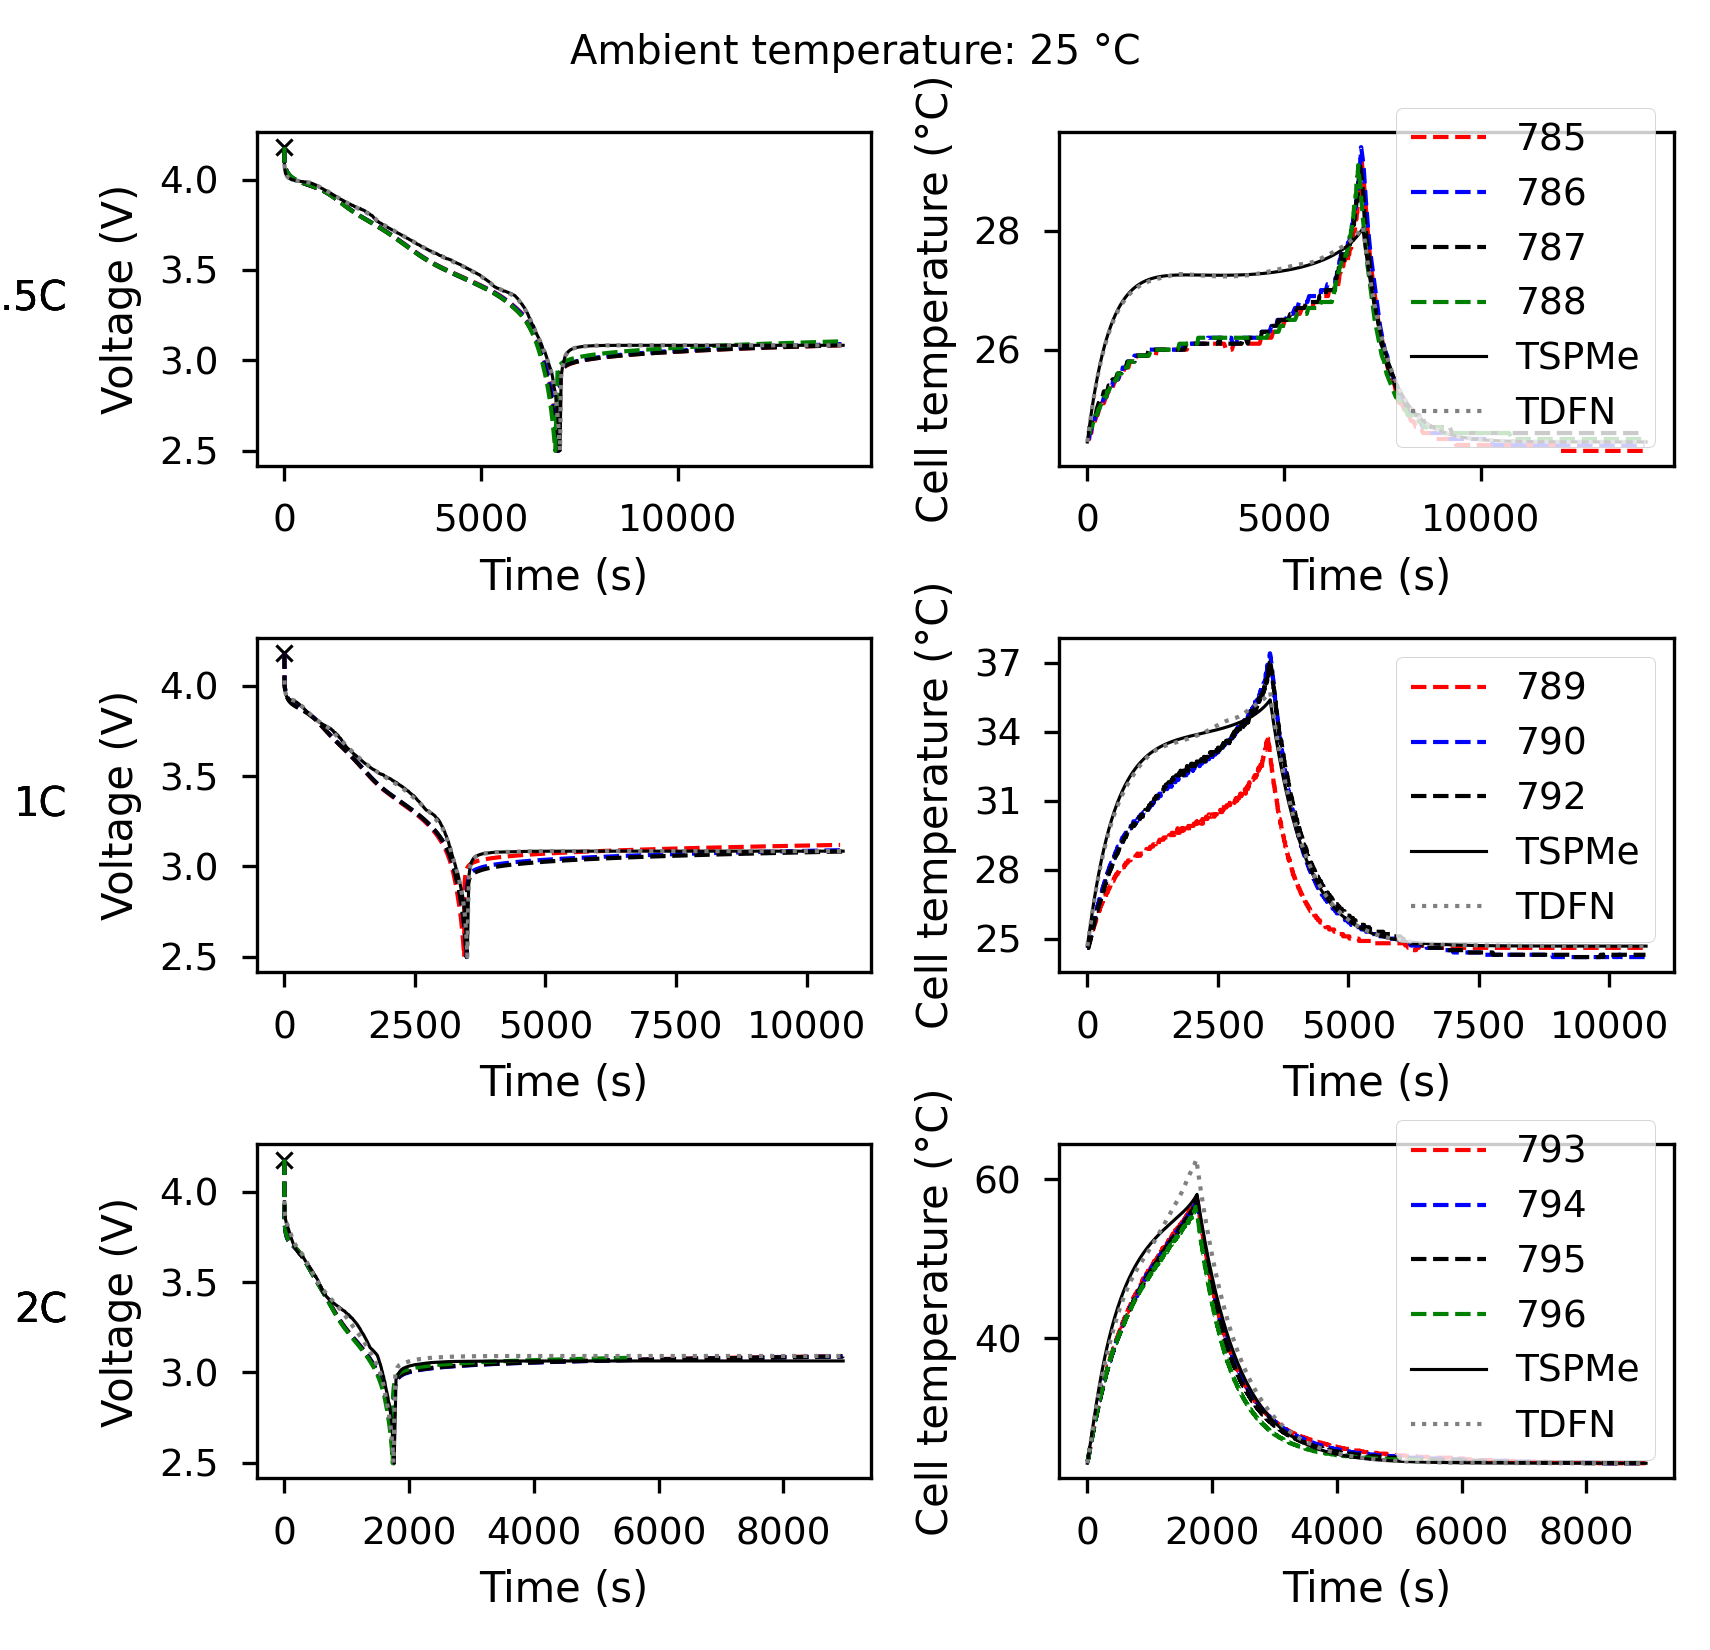 Ambient temperature: 25 °C
.5C
Voltage (V)
4.0
3.5
3.0
2.5
0 5000 10000
Time (s)
Cell temperature (°C)
28
26
0 5000 10000
Time (s)
785
786
787
788
TSPMe
TDFN
1C
Voltage (V)
4.0
3.5
3.0
2.5
0 2500 5000 7500 10000
Time (s)
Cell temperature (°C)
37
34
31
28
25
0 2500 5000 7500 10000
Time (s)
789
790
792
TSPMe
TDFN
2C
Voltage (V)
4.0
3.5
3.0
2.5
0 2000 4000 6000 8000
Time (s)
Cell temperature (°C)
60
40
0 2000 4000 6000 8000
Time (s)
793
794
795
796
TSPMe
TDFN